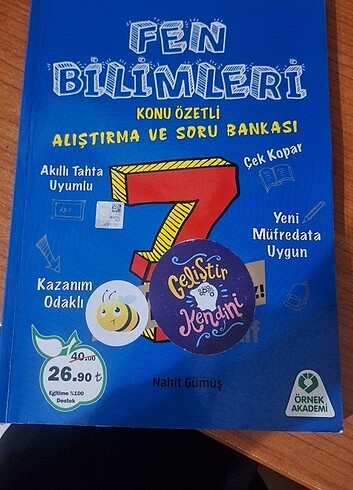 FEN
BİLİMLERİ
KONU ÖZETLİ
ALIŞTIRMA VE SORU BANKASI
Akıllı Tahta
Uyumlu
Çek Kopar
7.
Yeni
Müfredata
Uygun
Kazanım
Odaklı
Geliştir
Kendini
40.00
26.90 ₺
Eğitime %100
Destek
Nahit Gümüş
ÖRNEK
AKADEMİ